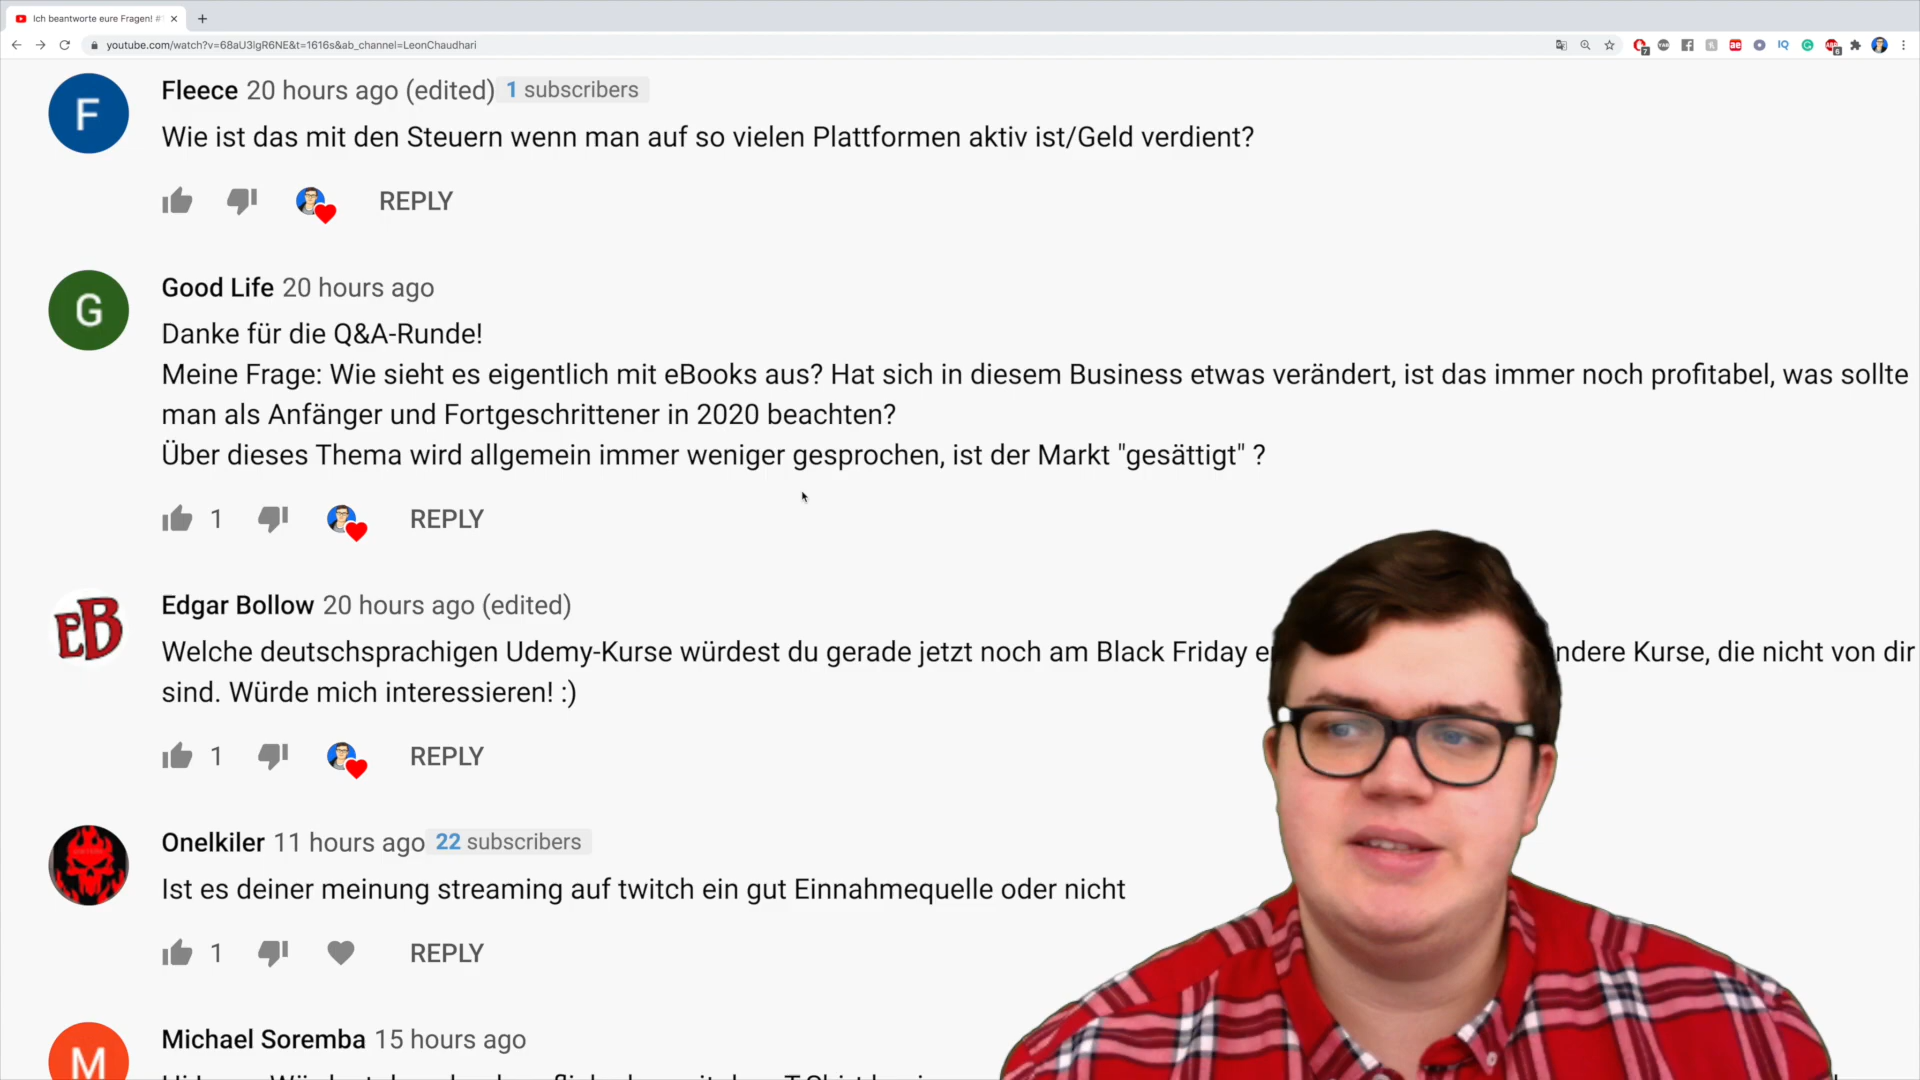 Ich beantworte eure Fragen! #
youtube.com/watch?v=68aU3lgR6NE&t=1616s&ab_channel=LeonChaudhari
F
Fleece 20 hours ago (edited) 1 subscribers
Wie ist das mit den Steuern wenn man auf so vielen Plattformen aktiv ist/Geld verdient?
REPLY
G
Good Life 20 hours ago
Danke für die Q&A-Runde!
Meine Frage: Wie sieht es eigentlich mit eBooks aus? Hat sich in diesem Business etwas verändert, ist das immer noch profitabel, was sollte
man als Anfänger und Fortgeschrittener in 2020 beachten?
Über dieses Thema wird allgemein immer weniger gesprochen, ist der Markt "gesättigt" ?
1 REPLY
EB
Edgar Bollow 20 hours ago (edited)
Welche deutschsprachigen Udemy-Kurse würdest du gerade jetzt noch am Black Friday e ndere Kurse, die nicht von dir
sind. Würde mich interessieren! :)
1 REPLY
Onelkiler 11 hours ago 22 subscribers
Ist es deiner meinung streaming auf twitch ein gut Einnahmequelle oder nicht
1 REPLY
M
Michael Soremba 15 hours ago